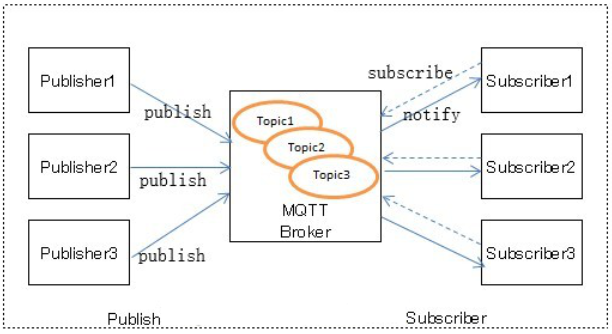 Publisher1
publish
Publisher2
publish
Publisher3
publish
Topic1
Topic2
Topic3
MQTT
Broker
subscribe
Subscriber1
notify
Subscriber2
Subscriber3
Publish
Subscriber